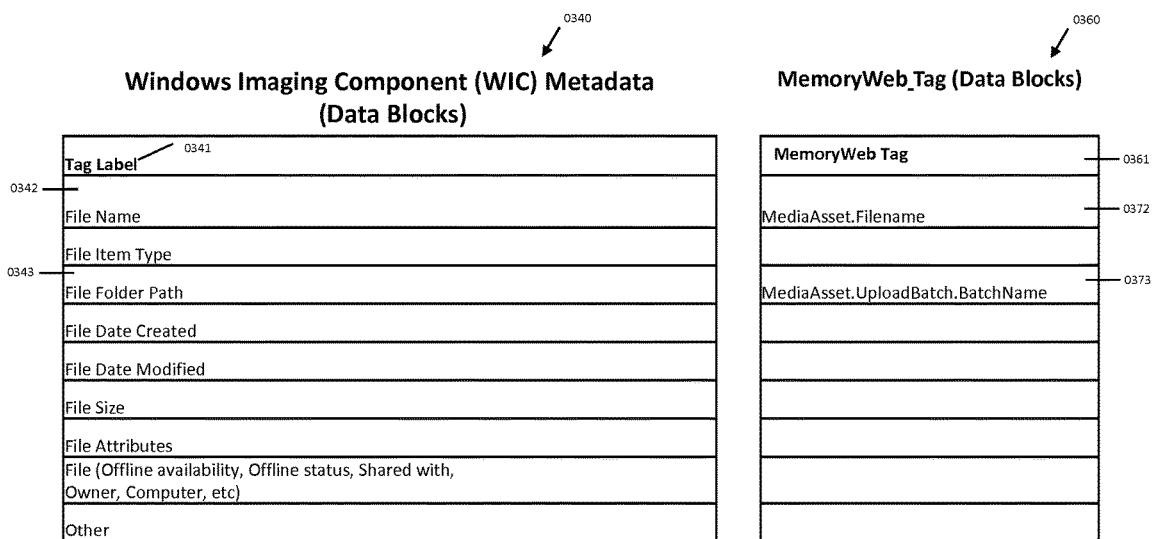 0340
0360
Windows Imaging Component (WIC) Metadata
(Data Blocks)
MemoryWeb_Tag (Data Blocks)
Tag Label
0341
MemoryWeb Tag
0361
0342
File Name
MediaAsset.Filename
0372
File Item Type
0343
File Folder Path
MediaAsset.UploadBatch.BatchName
0373
File Date Created
File Date Modified
File Size
File Attributes
File (Offline availability, Offline status, Shared with,
Owner, Computer, etc)
Other